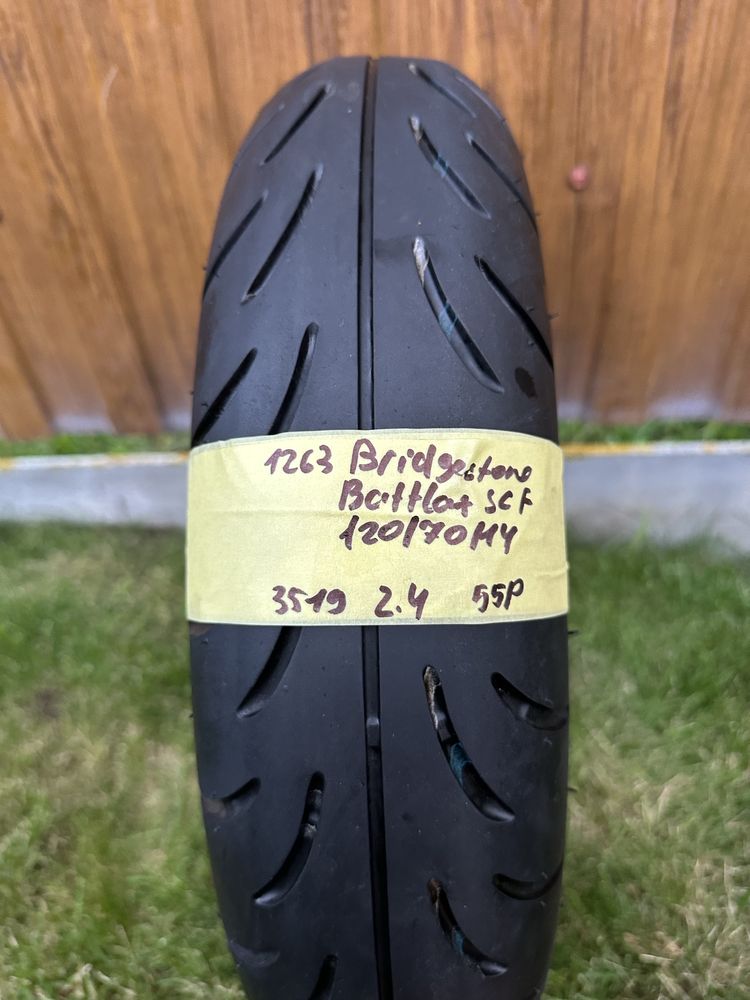 1263 Bridgestone
Battlax SCF
120/70 14
3519 2.4 55P